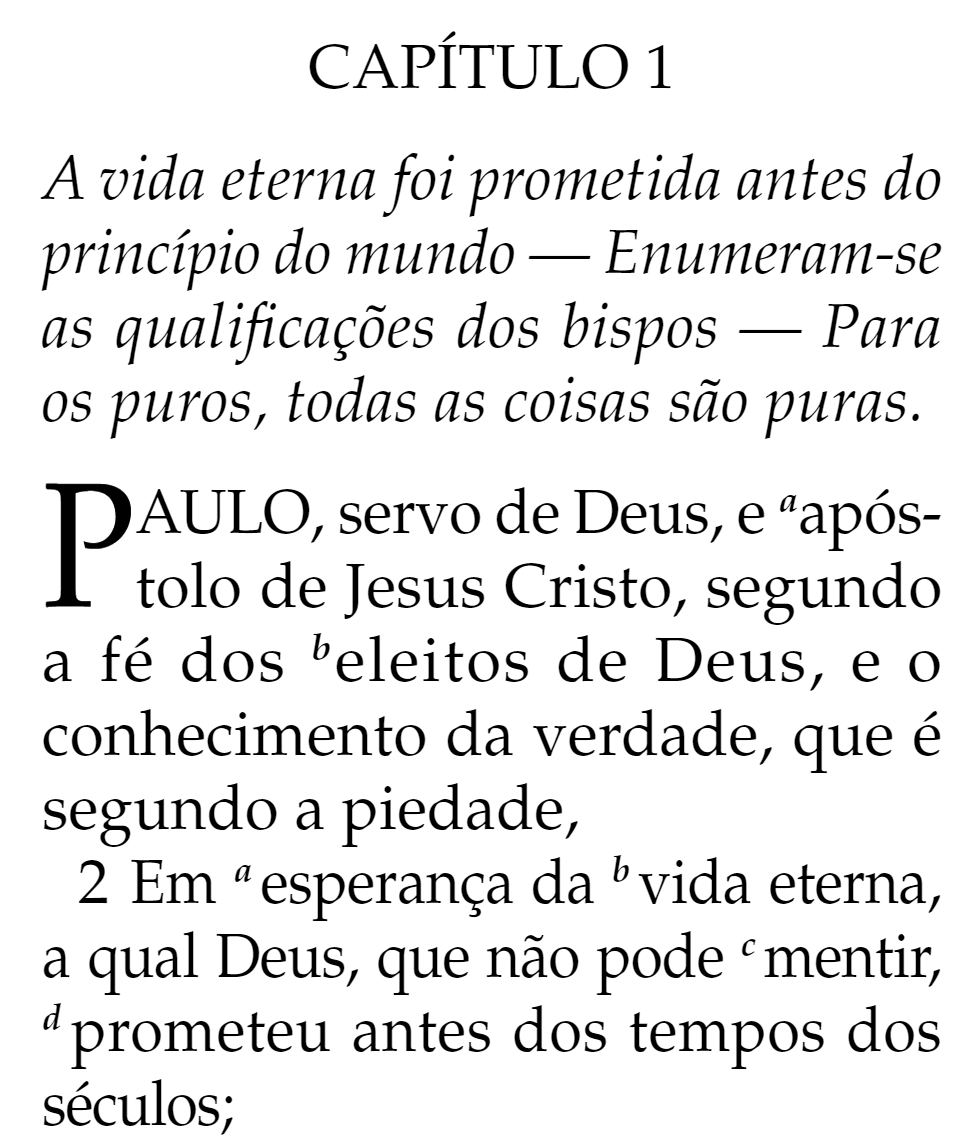 CAPÍTULO 1
A vida eterna foi prometida antes do
princípio do mundo — Enumeram-se
as qualificações dos bispos — Para
os puros, todas as coisas são puras.
PAULO, servo de Deus, e ᵃapós-
tolo de Jesus Cristo, segundo
a fé dos ᵇeleitos de Deus, e o
conhecimento da verdade, que é
segundo a piedade,
2 Em ᵃesperança da ᵇvida eterna,
a qual Deus, que não pode ᶜmentir,
ᵈprometeu antes dos tempos dos
séculos;